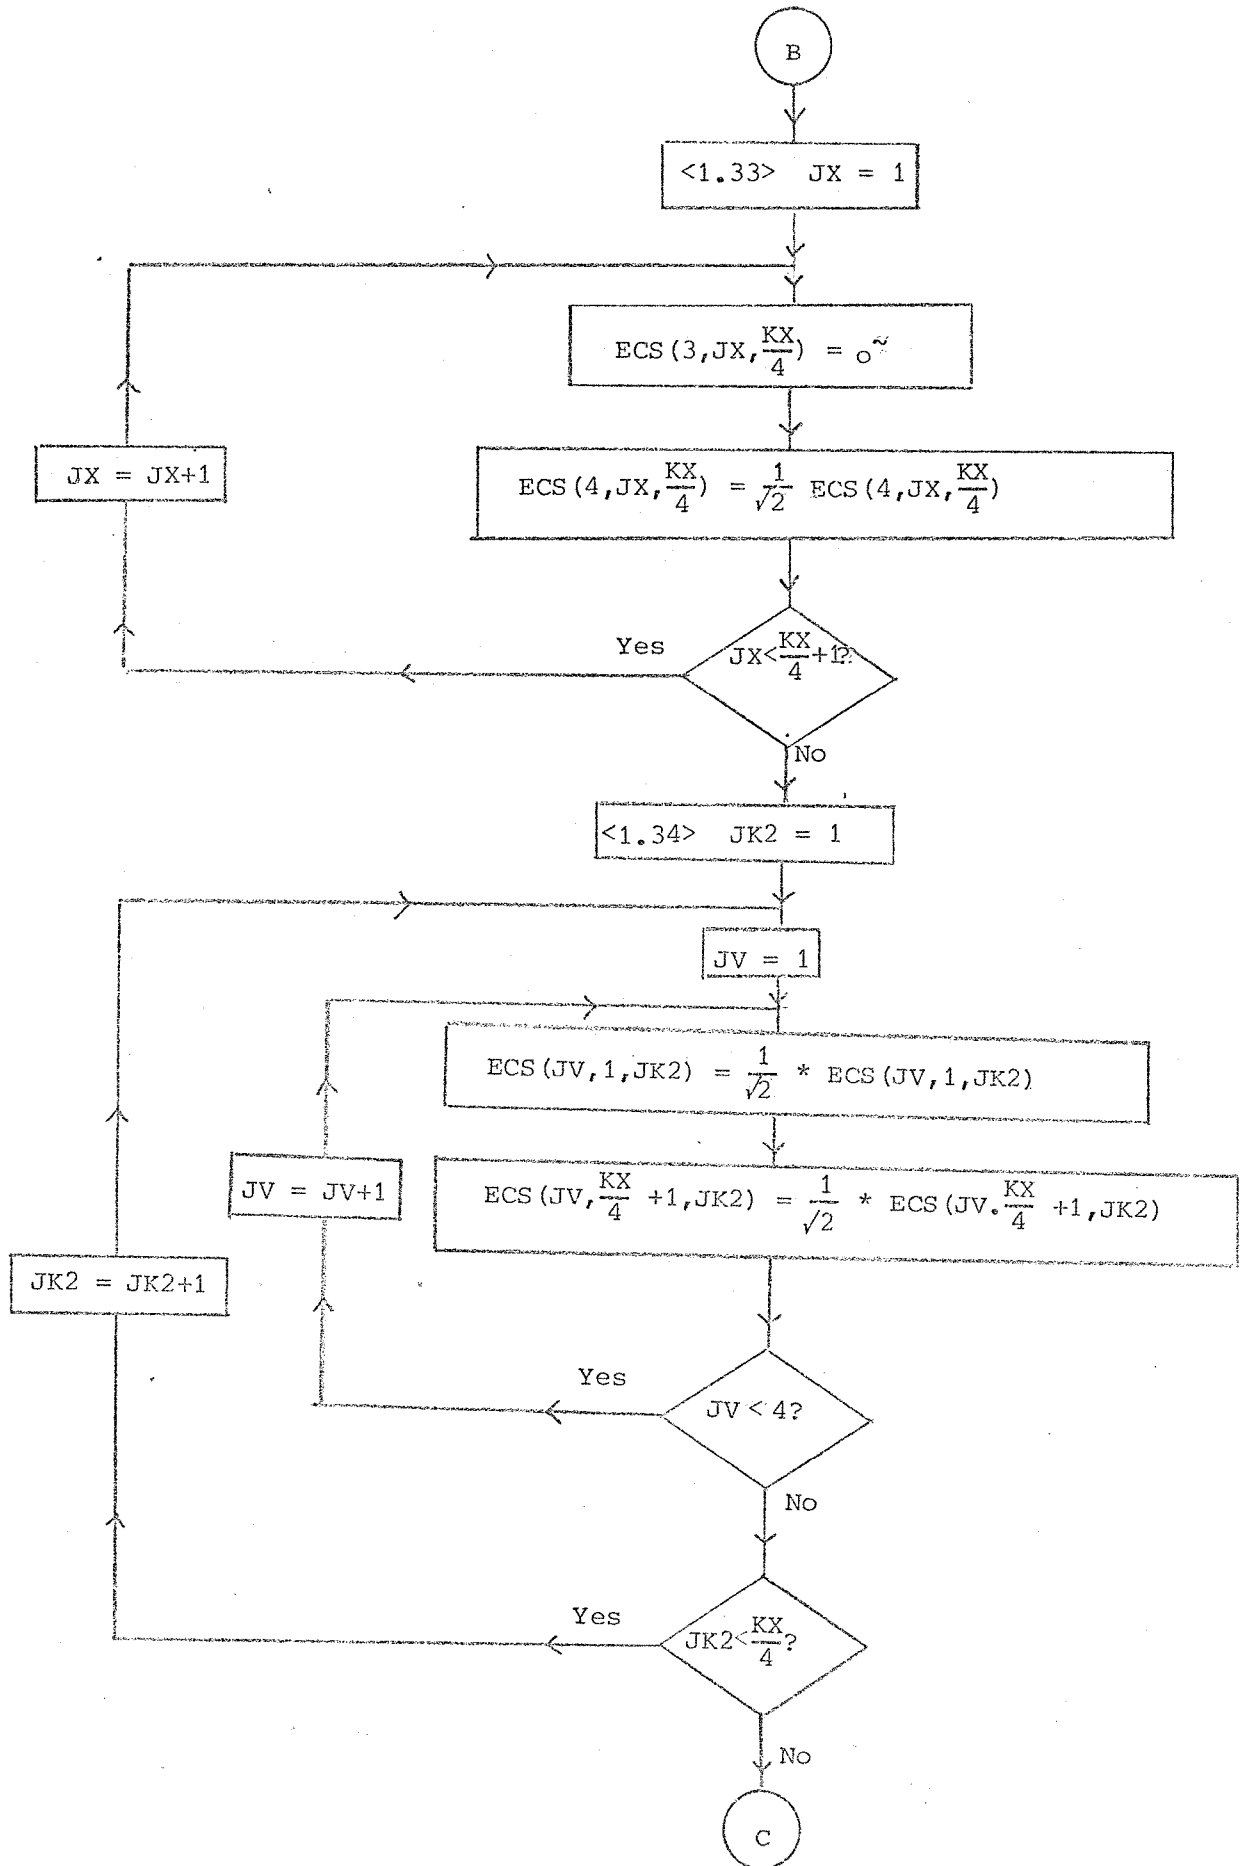 B
<1.33> JX = 1
ECS(3,JX,KX/4) = o~
JX = JX+1
ECS(4,JX,KX/4) = 1/√2 ECS(4,JX,KX/4)
Yes
JX<KX/4+1?
No
<1.34> JK2 = 1
JV = 1
ECS(JV,1,JK2) = 1/√2 * ECS(JV,1,JK2)
JV = JV+1
ECS(JV,KX/4 +1,JK2) = 1/√2 * ECS(JV.KX/4 +1,JK2)
JK2 = JK2+1
Yes
JV < 4?
No
Yes
JK2<KX/4?
No
C